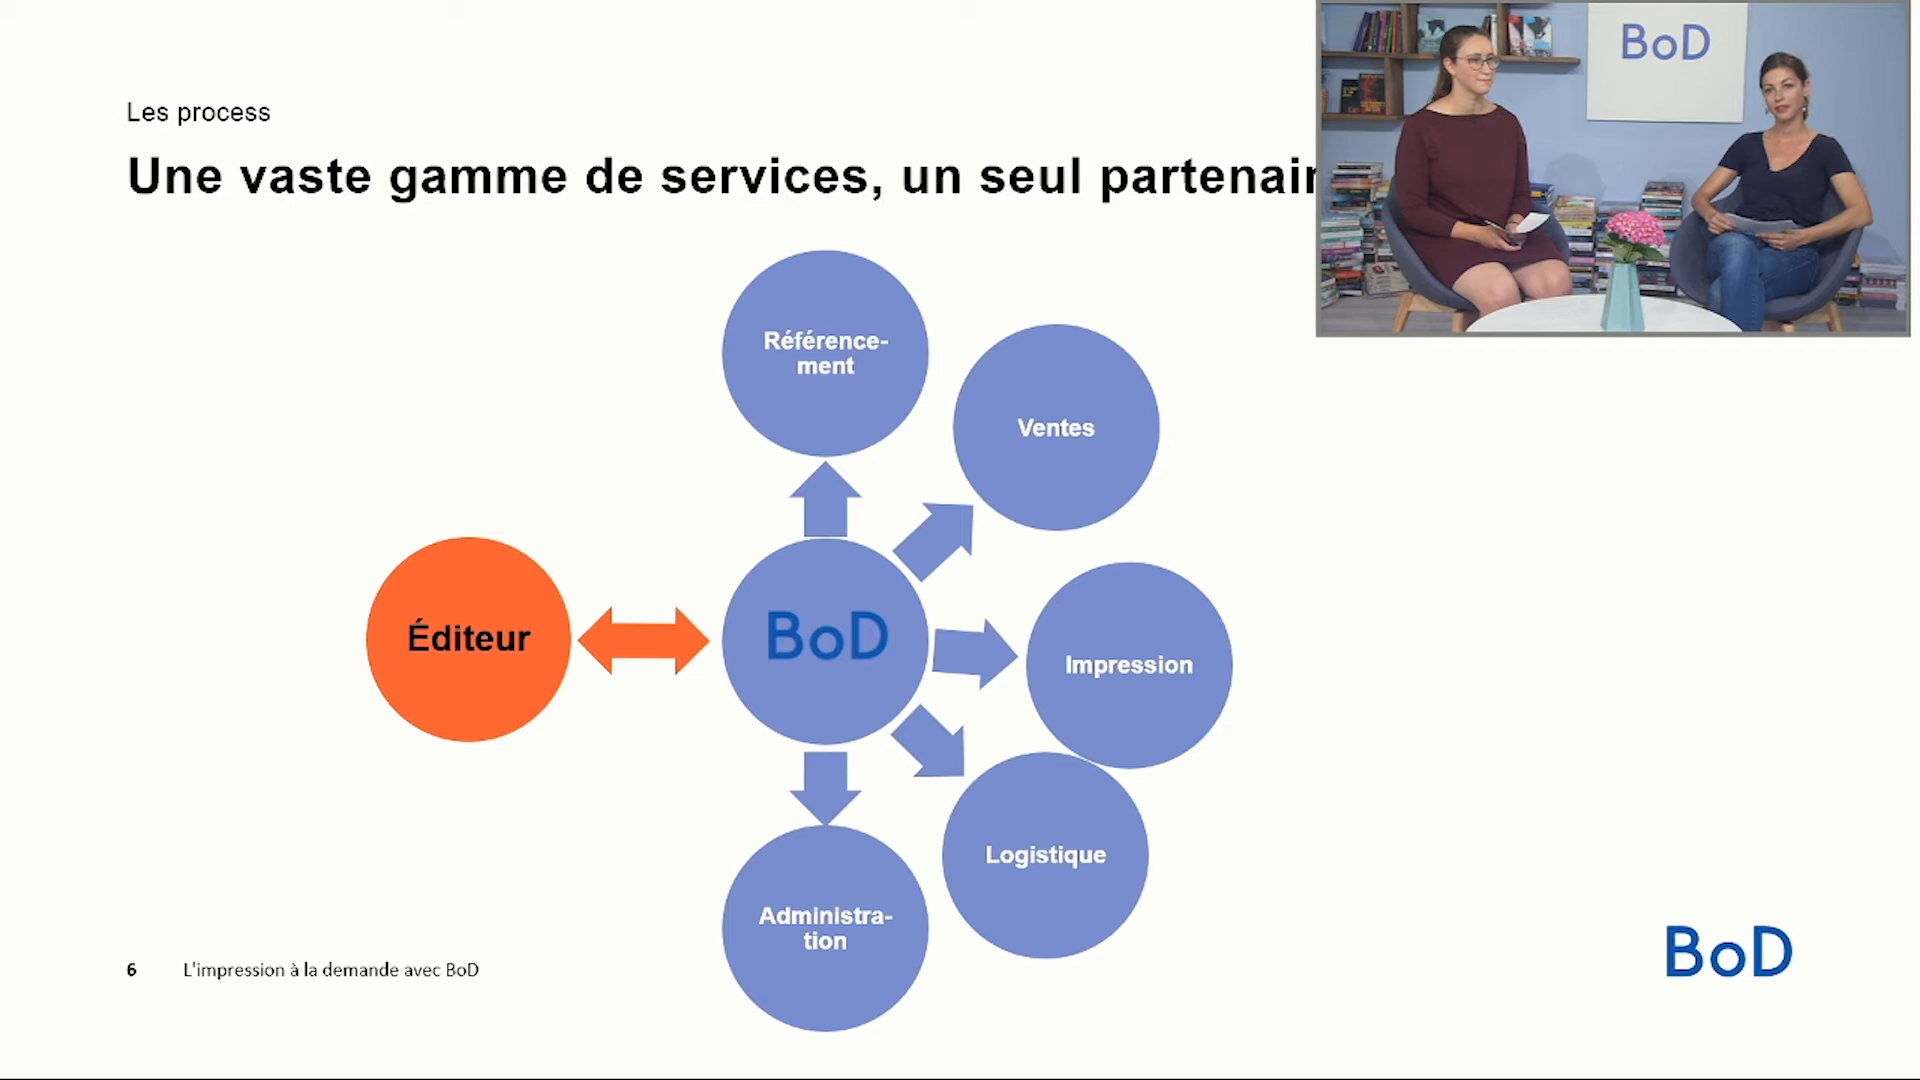 Les process
Une vaste gamme de services, un seul partenair
BoD
Référence-
ment
Ventes
Éditeur
BoD
Impression
Logistique
Administra-
tion
6 L'impression à la demande avec BoD
BoD